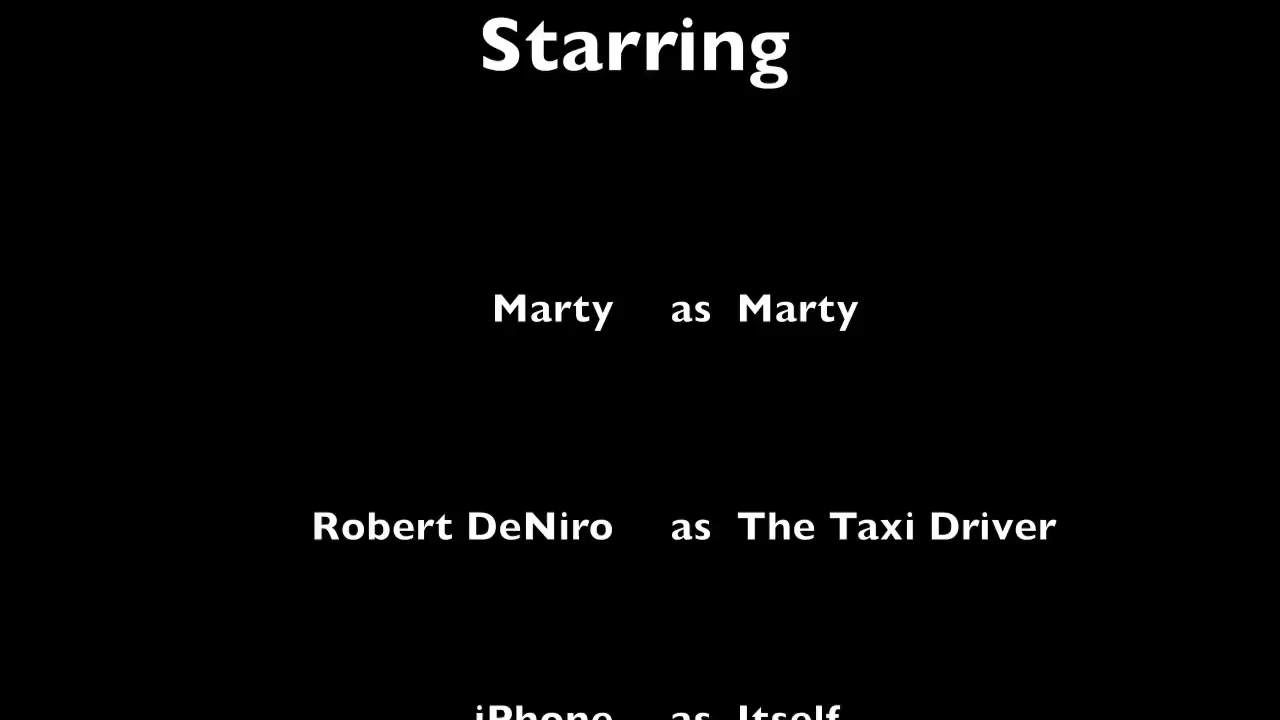 Starring
Marty as Marty
Robert DeNiro as The Taxi Driver
iPhone as Itself